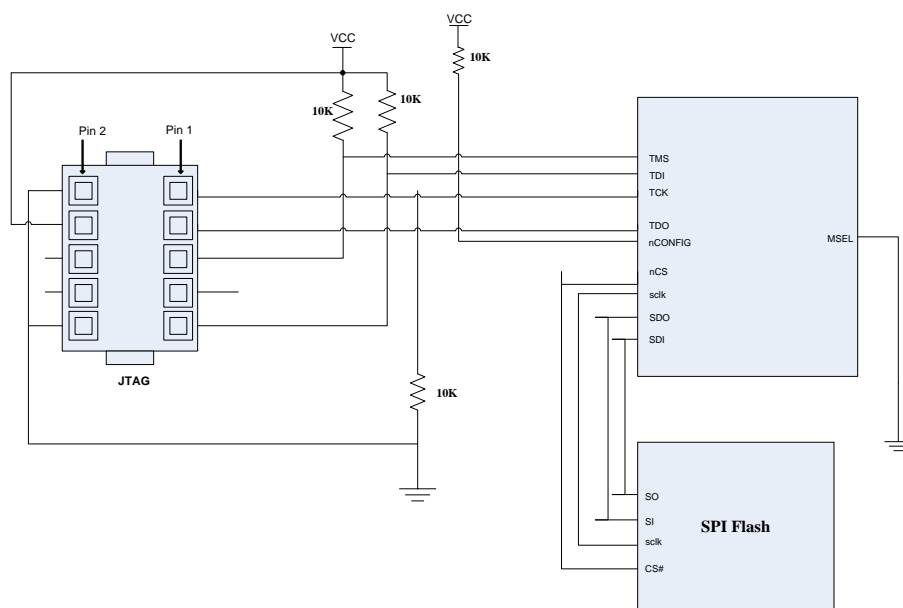 VCC
10K
VCC
10K
10K
Pin 2
Pin 1
JTAG
10K
TMS
TDI
TCK
TDO
nCONFIG
MSEL
nCS
sclk
SDO
SDI
SO
SI
sclk
CS#
SPI Flash